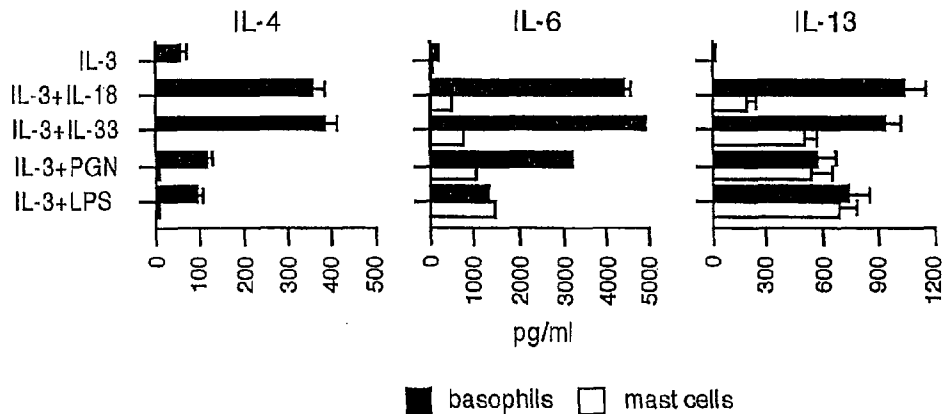 IL-4 IL-6 IL-13
IL-3
IL-3+IL-18
IL-3+IL-33
IL-3+PGN
IL-3+LPS
0 100 200 300 400 500
0 1000 2000 3000 4000 5000
0 300 600 900 1200
pg/ml
basophils mast cells